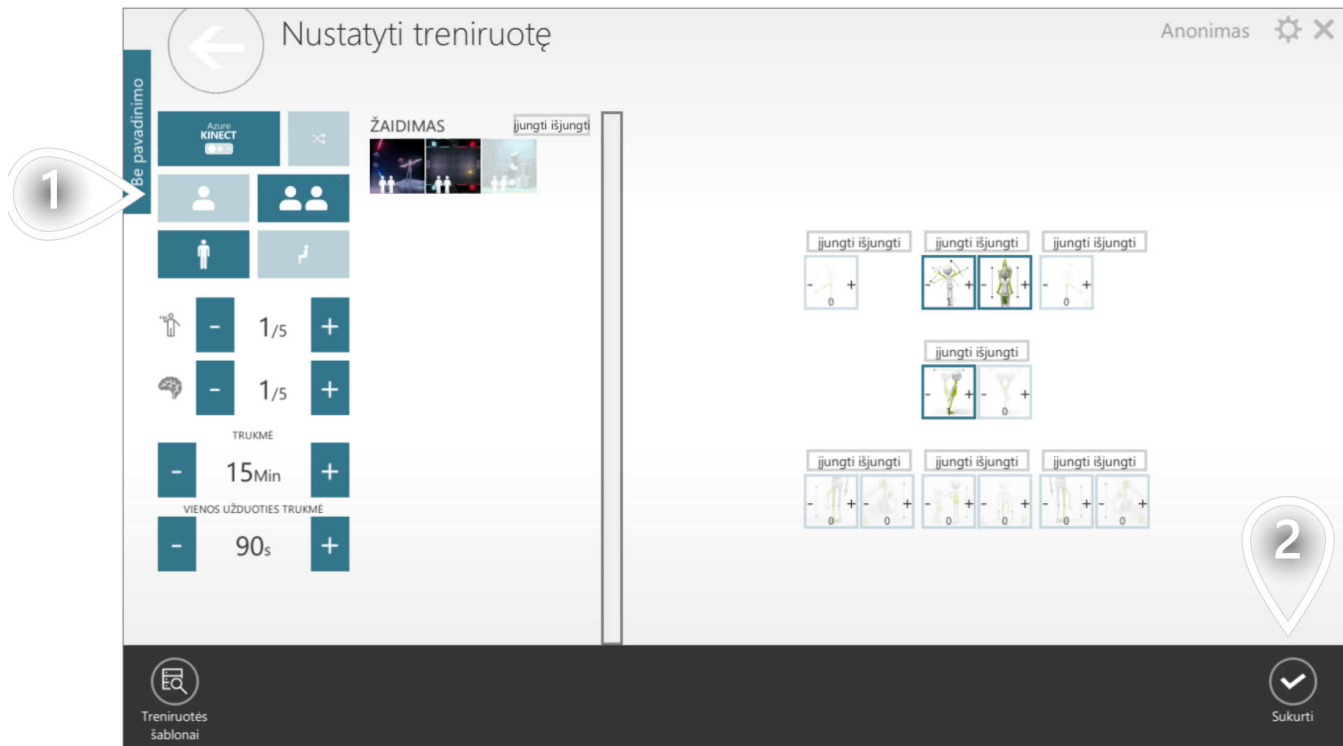 Nustatyti treniruotę
Anonimas
Be pavadinimo
1
Azure
KINECT
ŽAIDIMAS
įjungti išjungti
1/5
-
+
1/5
-
+
TRUKMĖ
-
15Min
+
VIENOS UŽDUOTIES TRUKMĖ
-
90s
+
įjungti išjungti
įjungti išjungti
įjungti išjungti
- 0 +
- 1 +
- +
- 0 +
įjungti išjungti
- +
- 0 +
įjungti išjungti
įjungti išjungti
įjungti išjungti
- 0 +
- 0 +
- 0 +
- 0 +
- 0 +
- 0 +
2
Treniruotės
šablonai
Sukurti